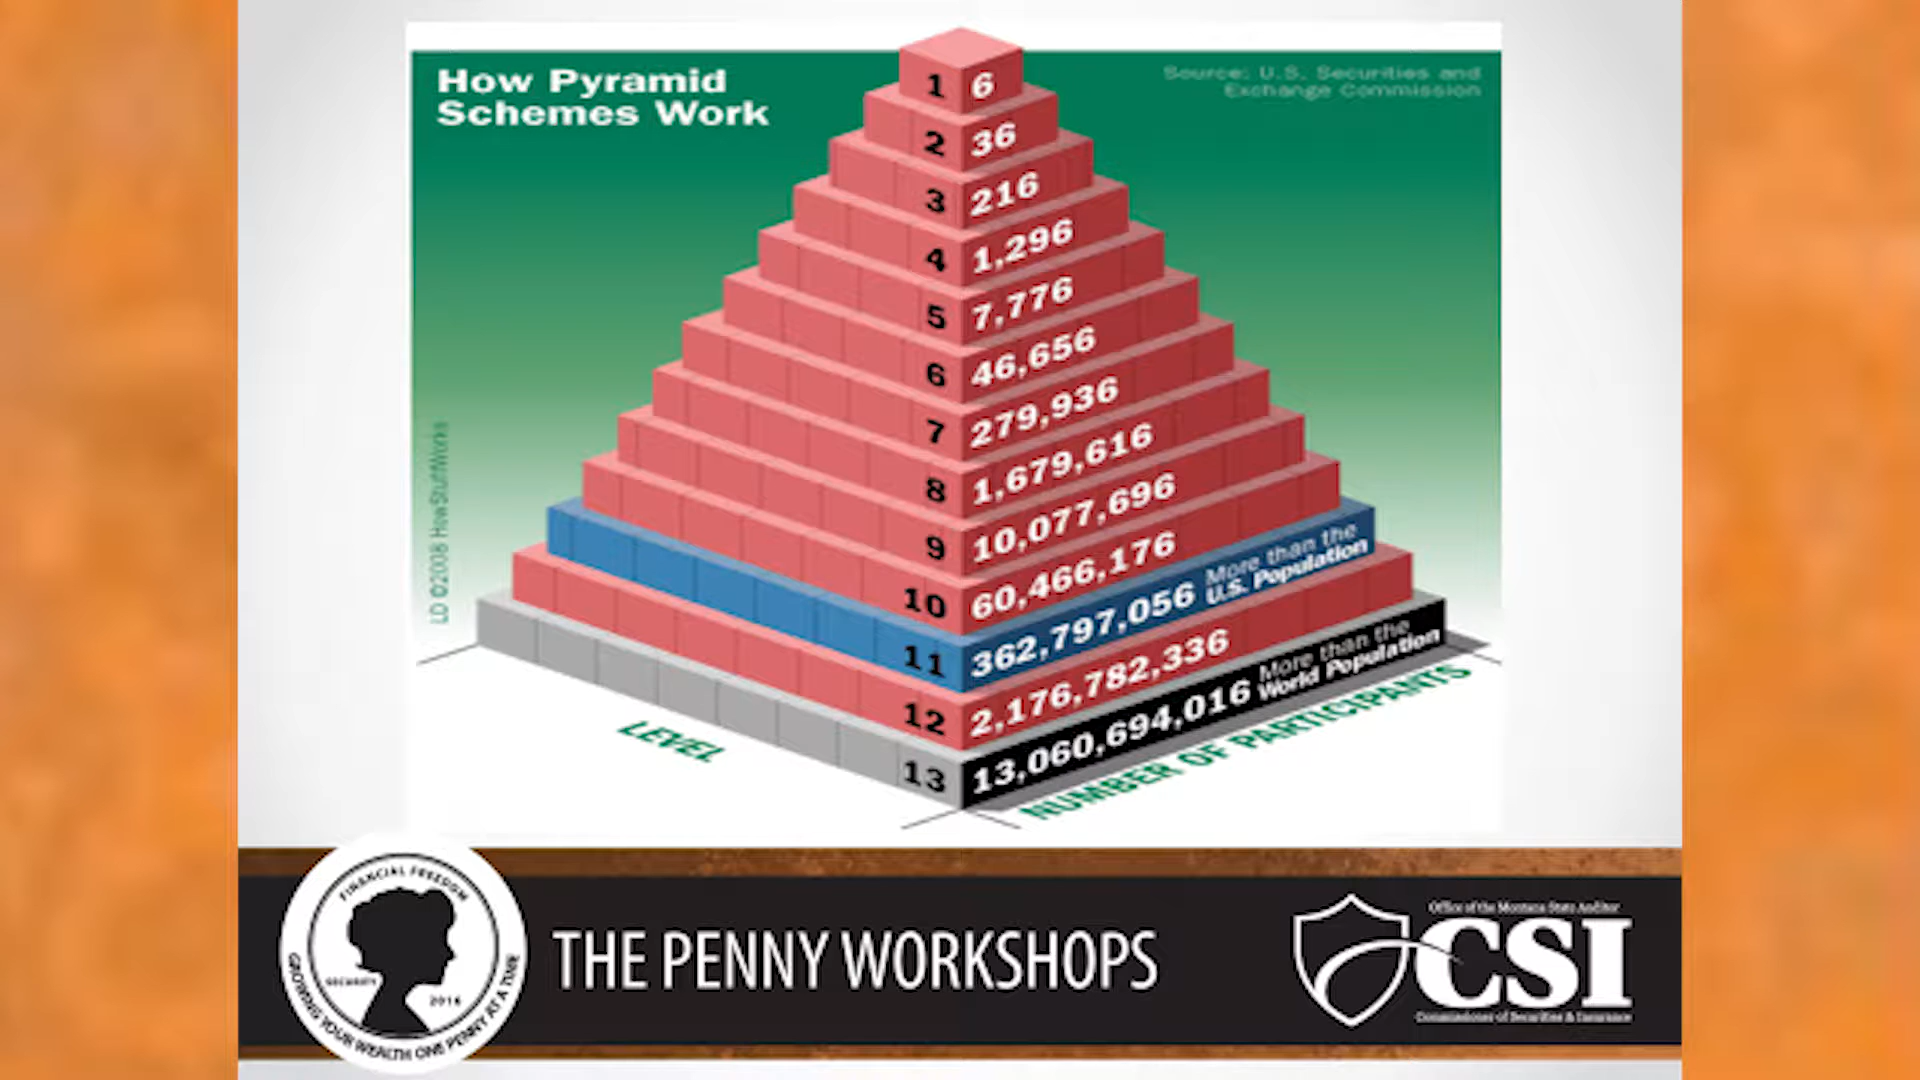 How Pyramid
Schemes Work
Source: U.S. Securities and
Exchange Commission
1 6
2 36
3 216
4 1,296
5 7,776
6 46,656
7 279,936
8 1,679,616
9 10,077,696
10 60,466,176
11 362,797,056 More than the
U.S. Population
12 2,176,782,336
13 13,060,694,016 More than the
World Population
LEVEL
NUMBER OF PARTICIPANTS
LD ©2008 HowStuffWorks
FINANCIAL FREEDOM
SECURITY
2016
GROWING YOUR WEALTH ONE PENNY AT A TIME
THE PENNY WORKSHOPS
Office of the Montana State Auditor
CSI
Commissioner of Securities & Insurance